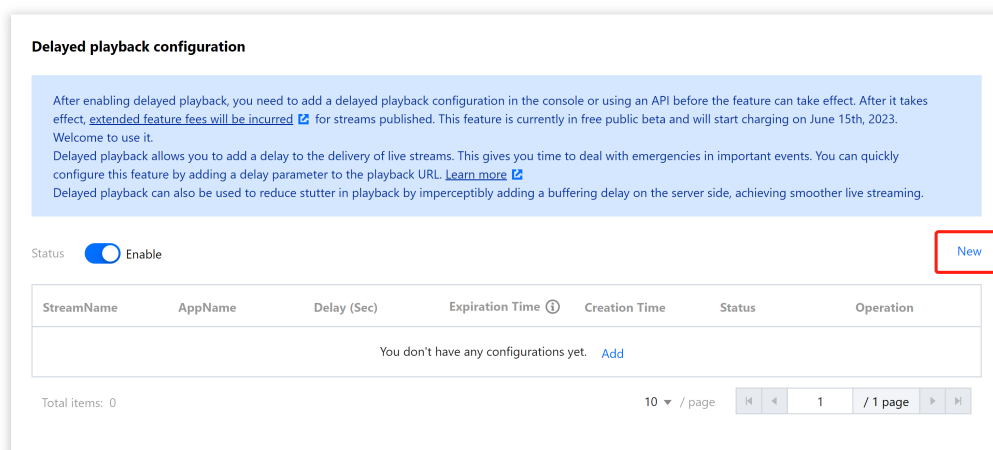 Delayed playback configuration
After enabling delayed playback, you need to add a delayed playback configuration in the console or using an API before the feature can take effect. After it takes
effect, extended feature fees will be incurred for streams published. This feature is currently in free public beta and will start charging on June 15th, 2023.
Welcome to use it.
Delayed playback allows you to add a delay to the delivery of live streams. This gives you time to deal with emergencies in important events. You can quickly
configure this feature by adding a delay parameter to the playback URL. Learn more
Delayed playback can also be used to reduce stutter in playback by imperceptibly adding a buffering delay on the server side, achieving smoother live streaming.
Status Enable New
StreamName AppName Delay (Sec) Expiration Time Creation Time Status Operation
You don't have any configurations yet. Add
Total items: 0 10 / page 1 / 1 page